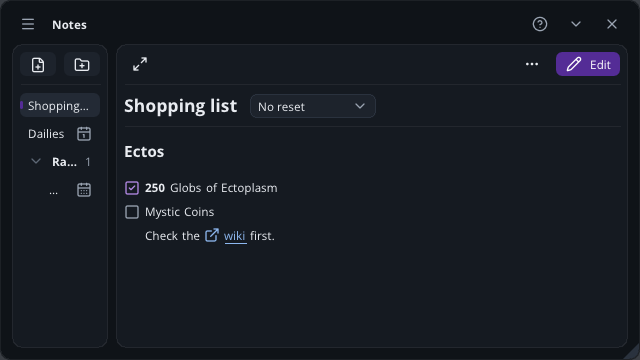 Notes
Edit
Shopping...
Shopping list
No reset
Dailies
1
Ra...
1
...
Ectos
250 Globs of Ectoplasm
Mystic Coins
Check the wiki first.